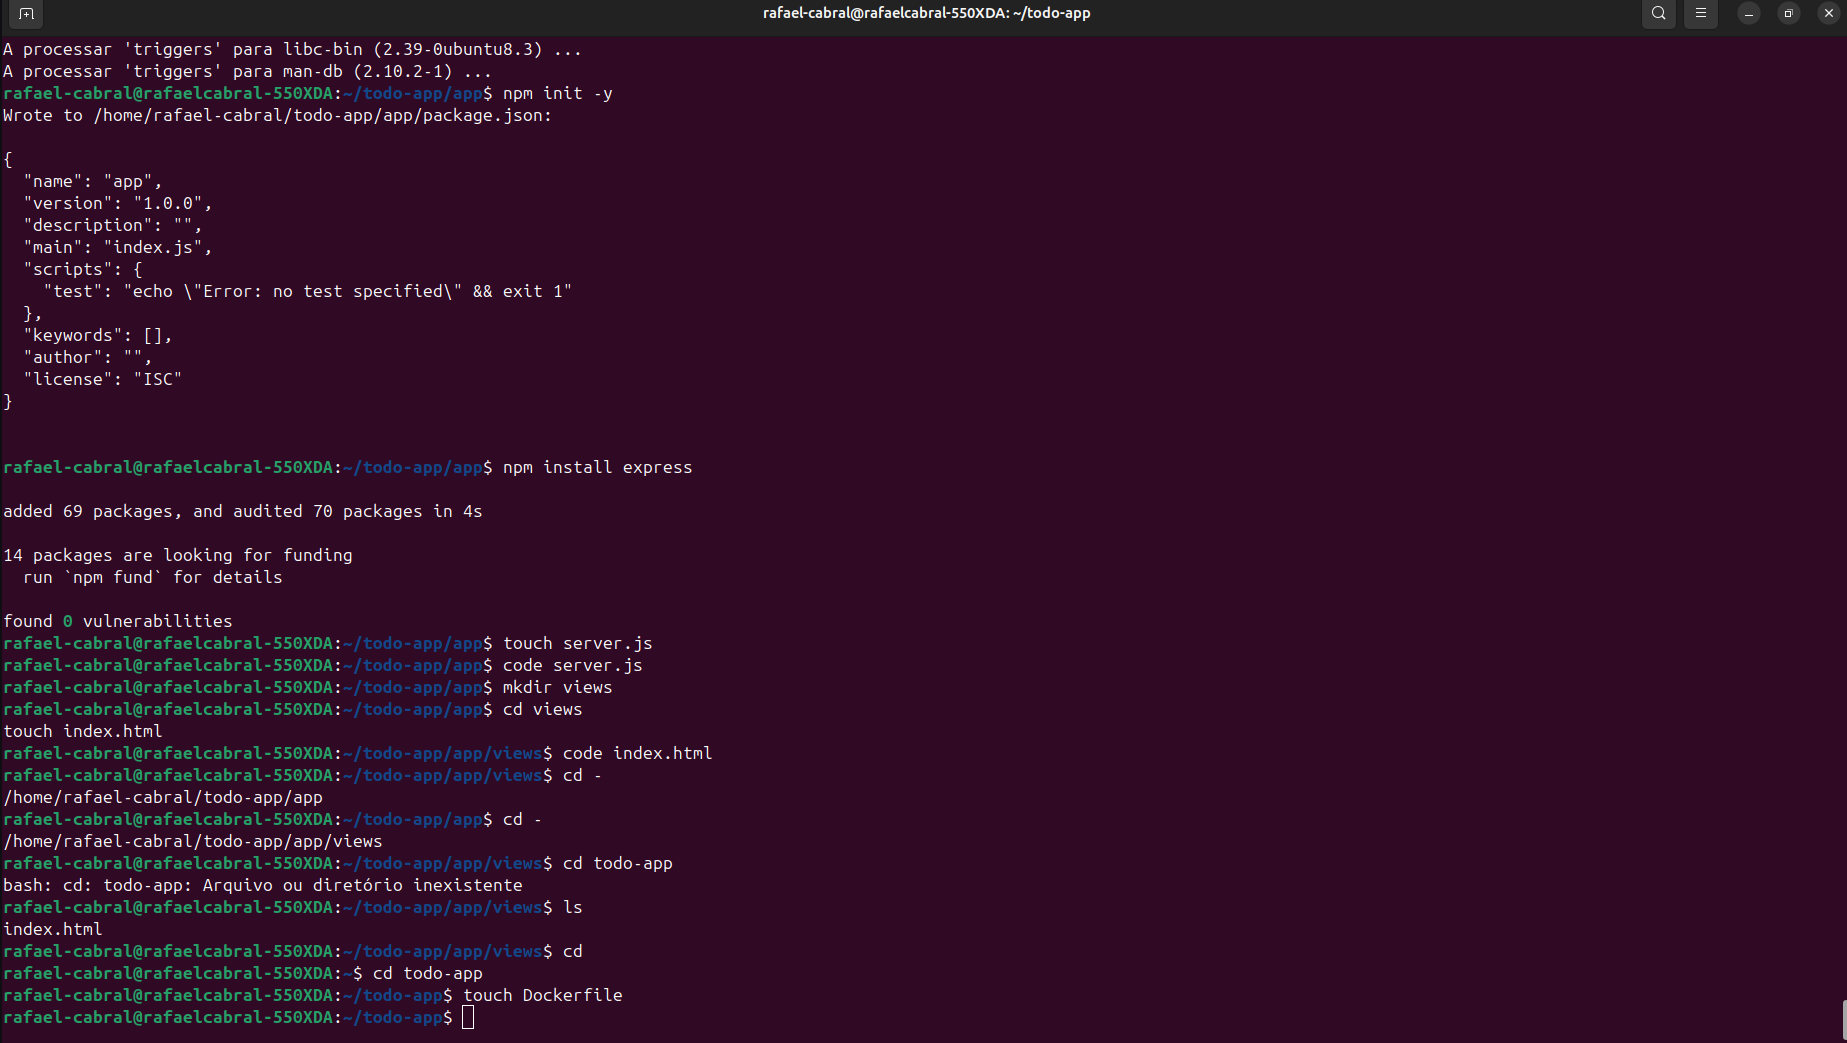 rafael-cabral@rafaelcabral-550XDA: ~/todo-app
A processar 'triggers' para libc-bin (2.39-0ubuntu8.3) ...
A processar 'triggers' para man-db (2.10.2-1) ...
rafael-cabral@rafaelcabral-550XDA:~/todo-app/app$ npm init -y
Wrote to /home/rafael-cabral/todo-app/app/package.json:
{
  "name": "app",
  "version": "1.0.0",
  "description": "",
  "main": "index.js",
  "scripts": {
    "test": "echo \"Error: no test specified\" && exit 1"
  },
  "keywords": [],
  "author": "",
  "license": "ISC"
}
rafael-cabral@rafaelcabral-550XDA:~/todo-app/app$ npm install express
added 69 packages, and audited 70 packages in 4s
14 packages are looking for funding
  run `npm fund` for details
found 0 vulnerabilities
rafael-cabral@rafaelcabral-550XDA:~/todo-app/app$ touch server.js
rafael-cabral@rafaelcabral-550XDA:~/todo-app/app$ code server.js
rafael-cabral@rafaelcabral-550XDA:~/todo-app/app$ mkdir views
rafael-cabral@rafaelcabral-550XDA:~/todo-app/app$ cd views
touch index.html
rafael-cabral@rafaelcabral-550XDA:~/todo-app/app/views$ code index.html
rafael-cabral@rafaelcabral-550XDA:~/todo-app/app/views$ cd -
/home/rafael-cabral/todo-app/app
rafael-cabral@rafaelcabral-550XDA:~/todo-app/app$ cd -
/home/rafael-cabral/todo-app/app/views
rafael-cabral@rafaelcabral-550XDA:~/todo-app/app/views$ cd todo-app
bash: cd: todo-app: Arquivo ou diretório inexistente
rafael-cabral@rafaelcabral-550XDA:~/todo-app/app/views$ ls
index.html
rafael-cabral@rafaelcabral-550XDA:~/todo-app/app/views$ cd
rafael-cabral@rafaelcabral-550XDA:~$ cd todo-app
rafael-cabral@rafaelcabral-550XDA:~/todo-app$ touch Dockerfile
rafael-cabral@rafaelcabral-550XDA:~/todo-app$